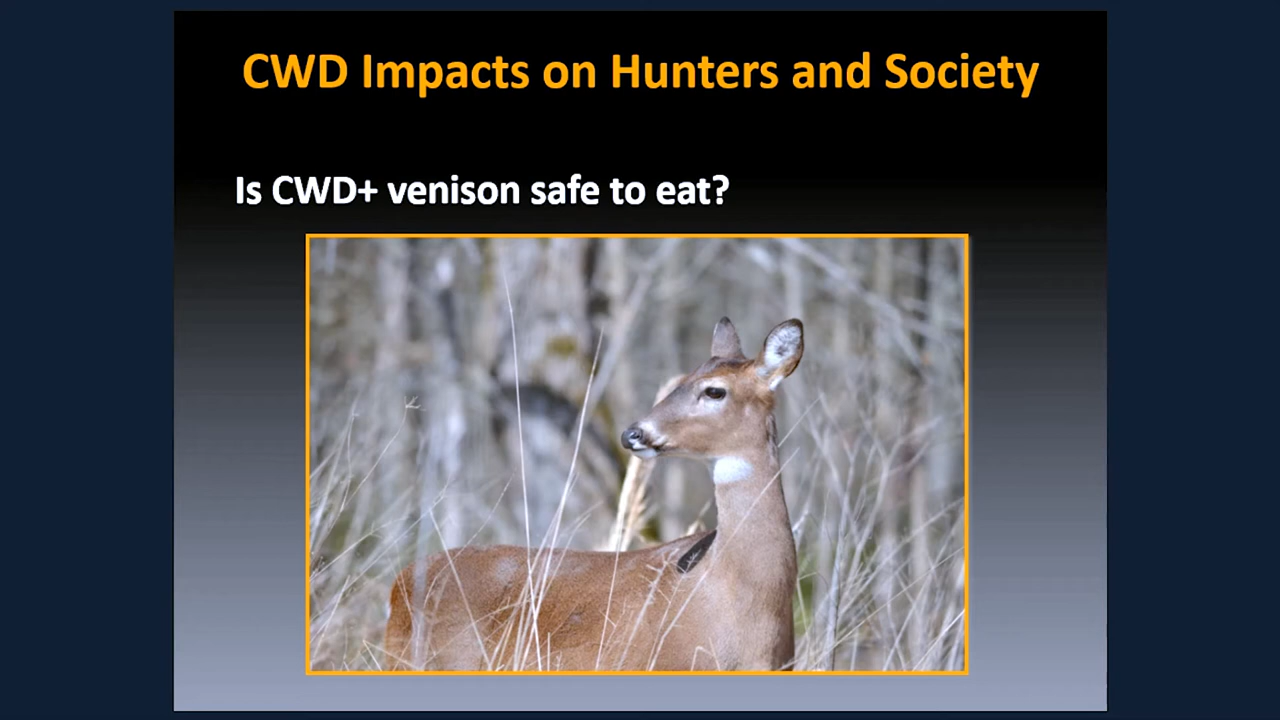 CWD Impacts on Hunters and Society
Is CWD+ venison safe to eat?